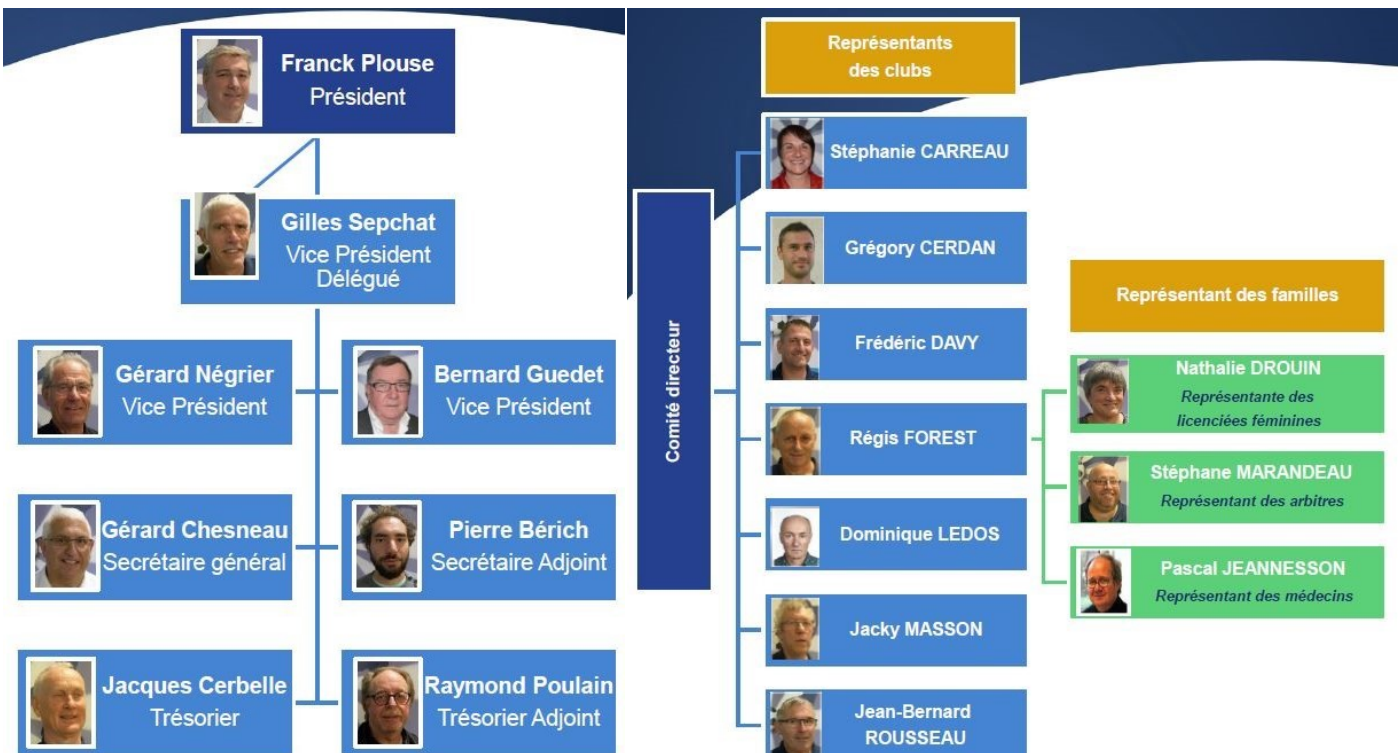 Franck Plouse
Président
Gilles Sepchat
Vice Président
Délégué
Gérard Négrier
Vice Président
Bernard Guedet
Vice Président
Gérard Chesneau
Secrétaire général
Pierre Bérich
Secrétaire Adjoint
Jacques Cerbelle
Trésorier
Raymond Poulain
Trésorier Adjoint
Comité directeur
Représentants
des clubs
Stéphanie CARREAU
Grégory CERDAN
Frédéric DAVY
Régis FOREST
Dominique LEDOS
Jacky MASSON
Jean-Bernard
ROUSSEAU
Représentant des familles
Nathalie DROUIN
Représentante des
licenciées féminines
Stéphane MARANDEAU
Représentant des arbitres
Pascal JEANNESSON
Représentant des médecins